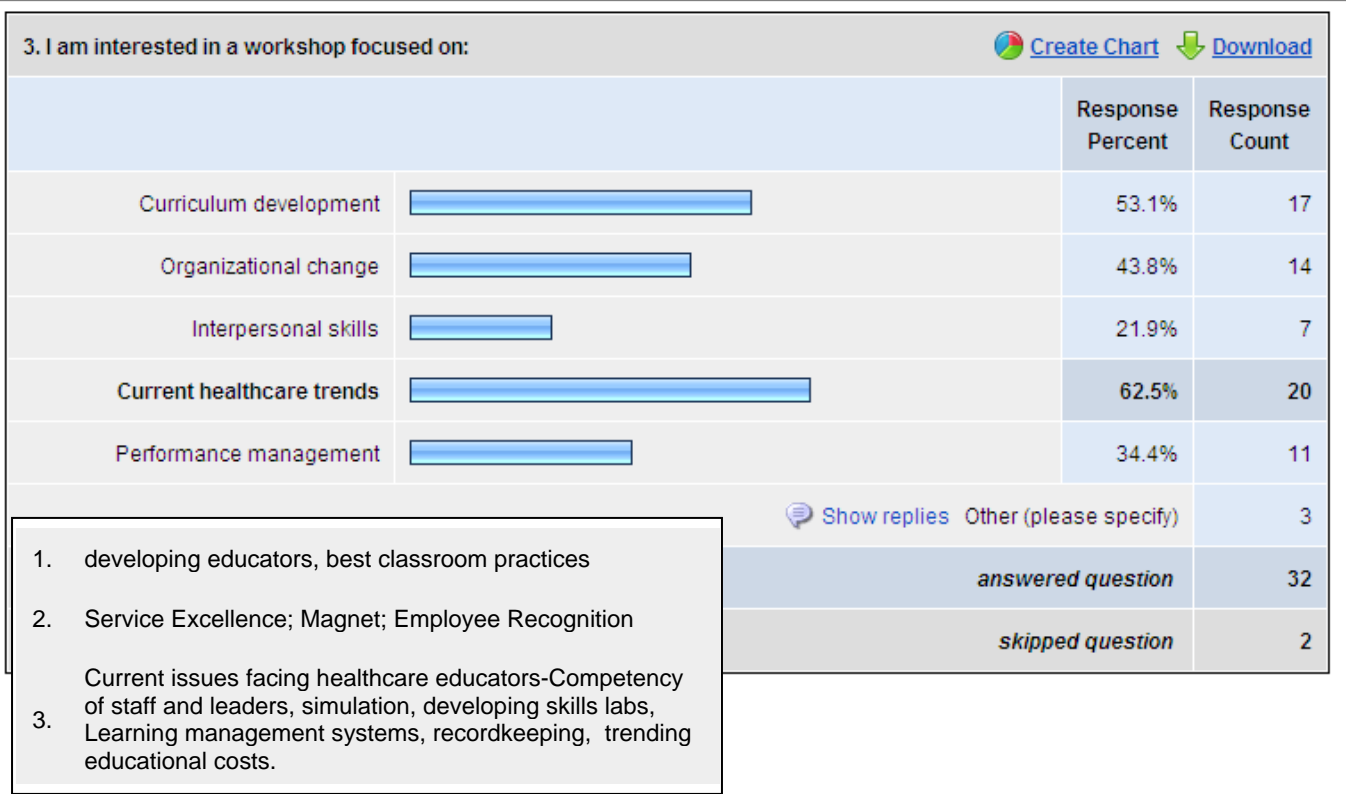 3. I am interested in a workshop focused on: Create Chart Download
Response Percent Response Count
Curriculum development 53.1% 17
Organizational change 43.8% 14
Interpersonal skills 21.9% 7
Current healthcare trends 62.5% 20
Performance management 34.4% 11
Show replies Other (please specify) 3
answered question 32
skipped question 2
1. developing educators, best classroom practices
2. Service Excellence; Magnet; Employee Recognition
3. Current issues facing healthcare educators-Competency
of staff and leaders, simulation, developing skills labs,
Learning management systems, recordkeeping, trending
educational costs.